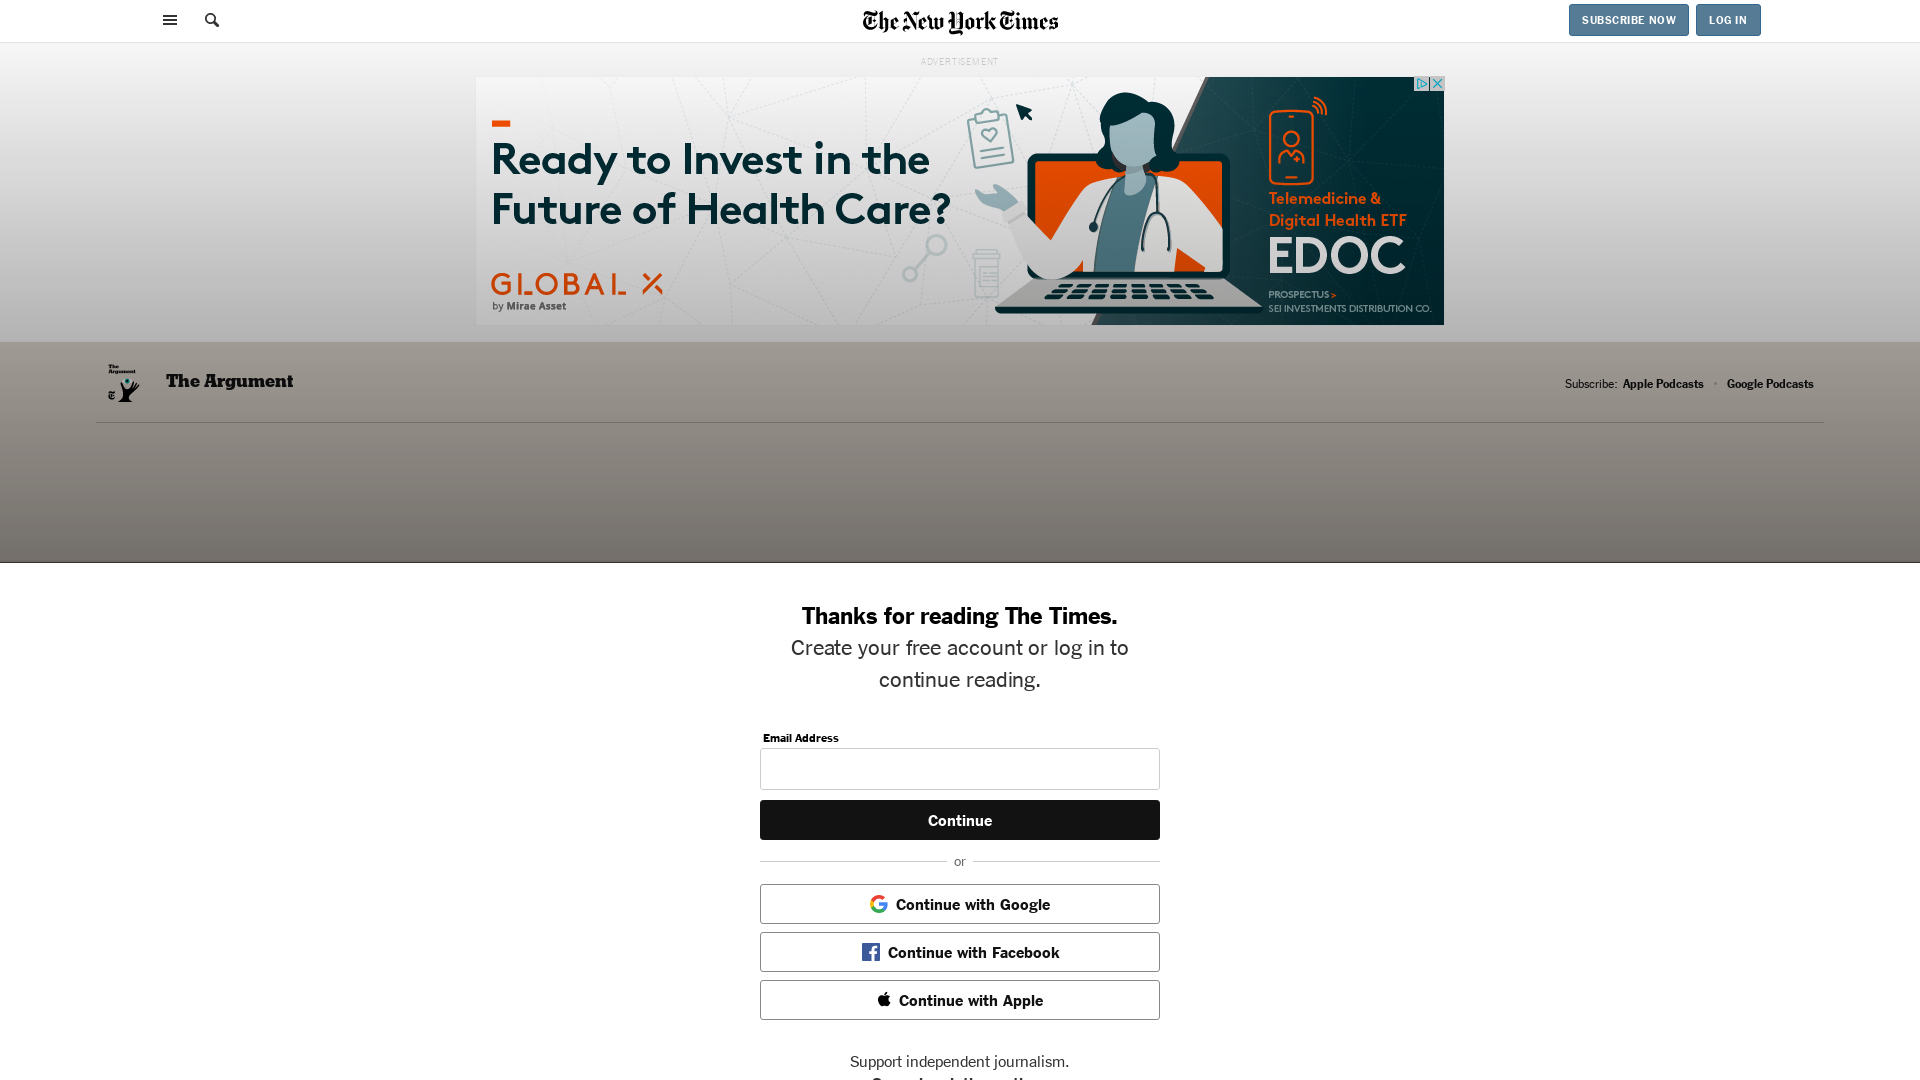 The New York Times
SUBSCRIBE NOW
LOG IN
ADVERTISEMENT
Ready to Invest in the
Future of Health Care?
GLOBAL X
by Mirae Asset
Telemedicine &
Digital Health ETF
EDOC
PROSPECTUS >
SEI INVESTMENTS DISTRIBUTION CO.
The
Argument
The Argument
Subscribe: Apple Podcasts • Google Podcasts
Thanks for reading The Times.
Create your free account or log in to
continue reading.
Email Address
Continue
or
Continue with Google
Continue with Facebook
Continue with Apple
Support independent journalism.